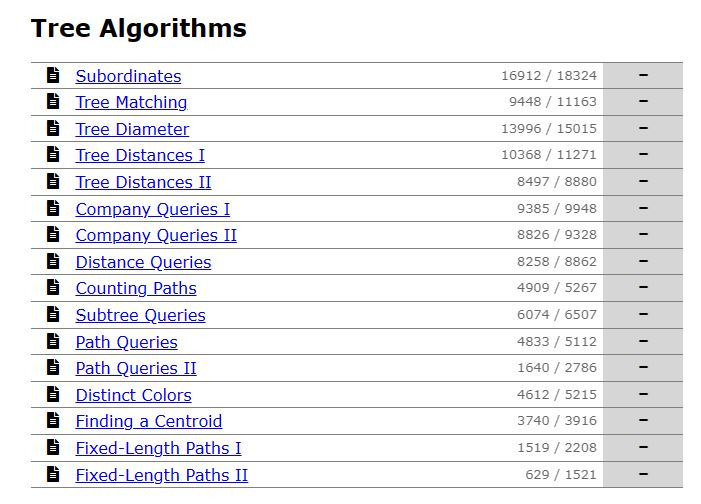 Tree Algorithms
Subordinates 16912 / 18324 –
Tree Matching 9448 / 11163 –
Tree Diameter 13996 / 15015 –
Tree Distances I 10368 / 11271 –
Tree Distances II 8497 / 8880 –
Company Queries I 9385 / 9948 –
Company Queries II 8826 / 9328 –
Distance Queries 8258 / 8862 –
Counting Paths 4909 / 5267 –
Subtree Queries 6074 / 6507 –
Path Queries 4833 / 5112 –
Path Queries II 1640 / 2786 –
Distinct Colors 4612 / 5215 –
Finding a Centroid 3740 / 3916 –
Fixed-Length Paths I 1519 / 2208 –
Fixed-Length Paths II 629 / 1521 –